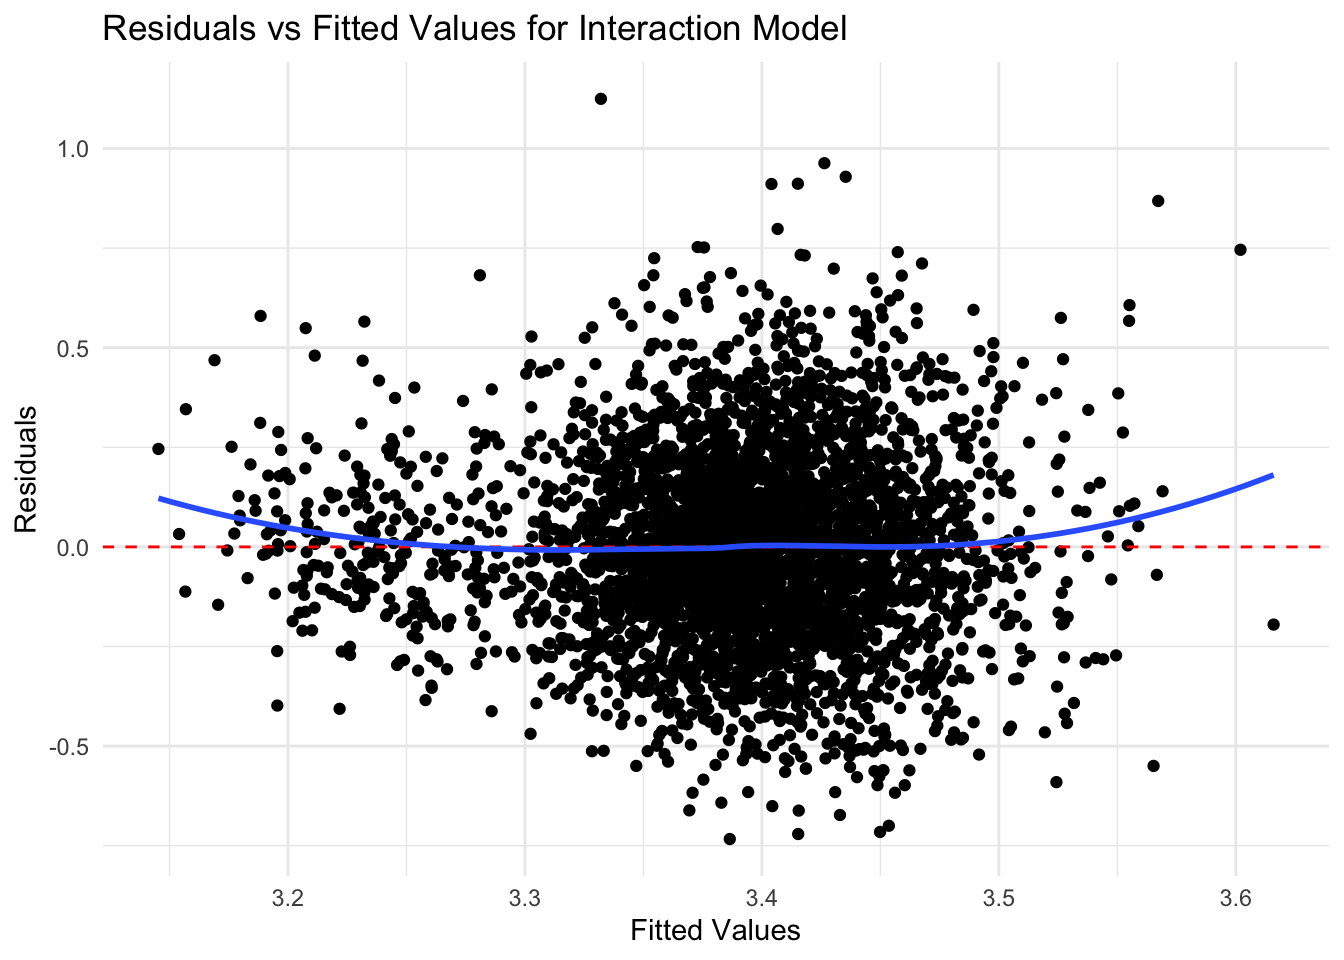 Residuals vs Fitted Values for Interaction Model
1.0
0.5
0.0
-0.5
Residuals
3.2 3.3 3.4 3.5 3.6
Fitted Values